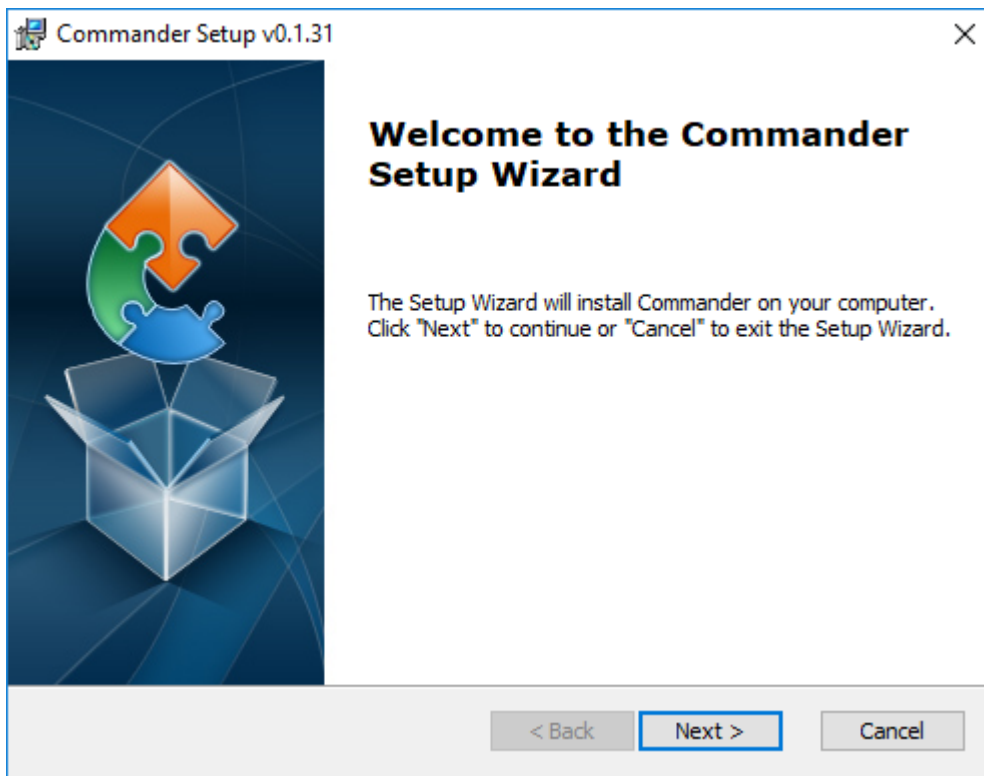 Commander Setup v0.1.31
Welcome to the Commander
Setup Wizard
The Setup Wizard will install Commander on your computer.
Click "Next" to continue or "Cancel" to exit the Setup Wizard.
< Back
Next >
Cancel